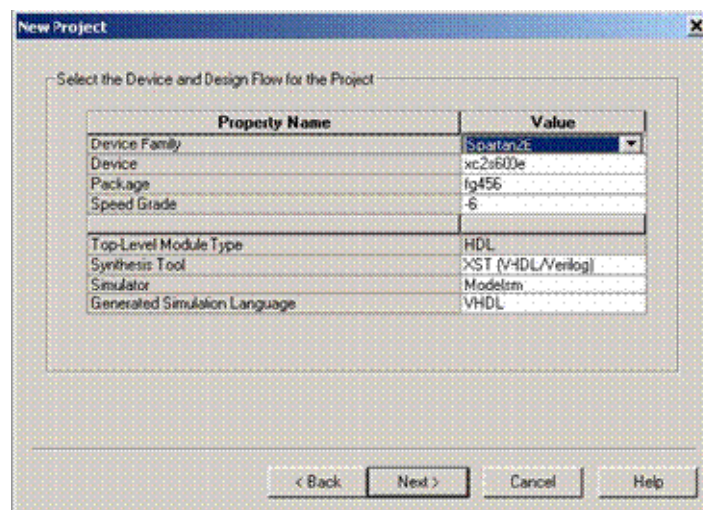 New Project
Select the Device and Design Flow for the Project
Property Name Value
Device Family Spartan2E
Device xc2s600e
Package fg456
Speed Grade -6
Top-Level Module Type HDL
Synthesis Tool XST (VHDL/Verilog)
Simulator Modelsim
Generated Simulation Language VHDL
< Back Next > Cancel Help